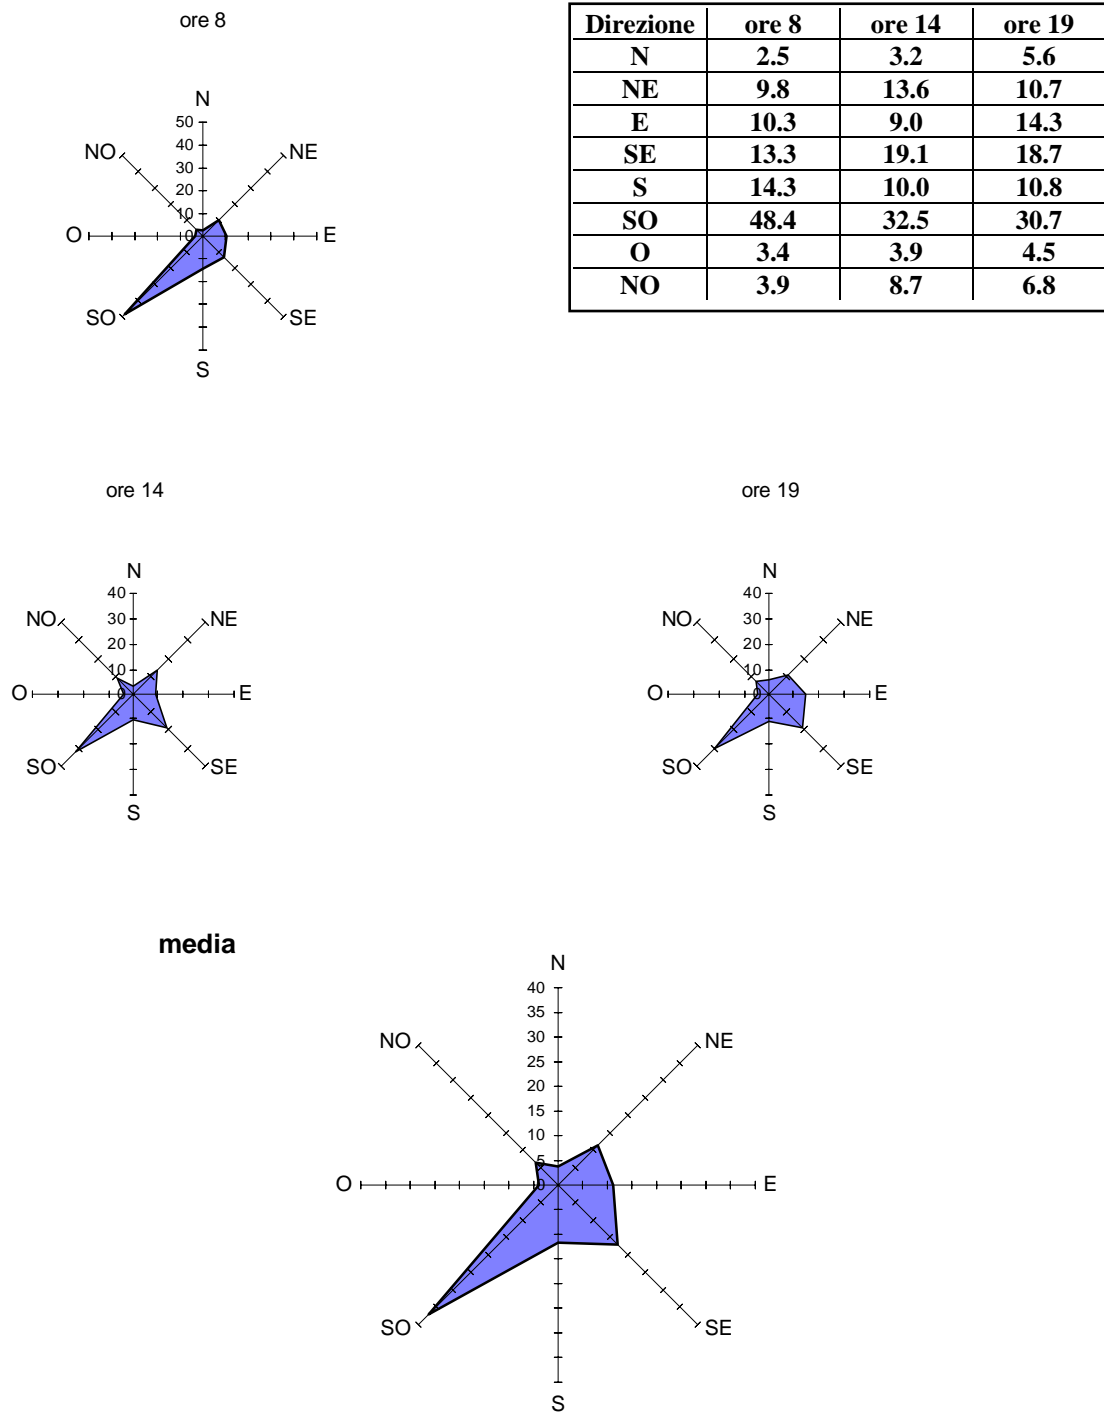 ore 8
Direzione ore 8 ore 14 ore 19
N 2.5 3.2 5.6
NE 9.8 13.6 10.7
E 10.3 9.0 14.3
SE 13.3 19.1 18.7
S 14.3 10.0 10.8
SO 48.4 32.5 30.7
O 3.4 3.9 4.5
NO 3.9 8.7 6.8
N
50
40
NO NE
30
20
10
O 0 E
SO SE
S
ore 14
ore 19
N
40
NO 30 NE
20
10
O 0 E
SO SE
S
N
40
NO 30 NE
20
10
O 0 E
SO SE
S
media
N
40
35
NO NE
30
25
20
15
10
5
O 0 E
SO SE
S